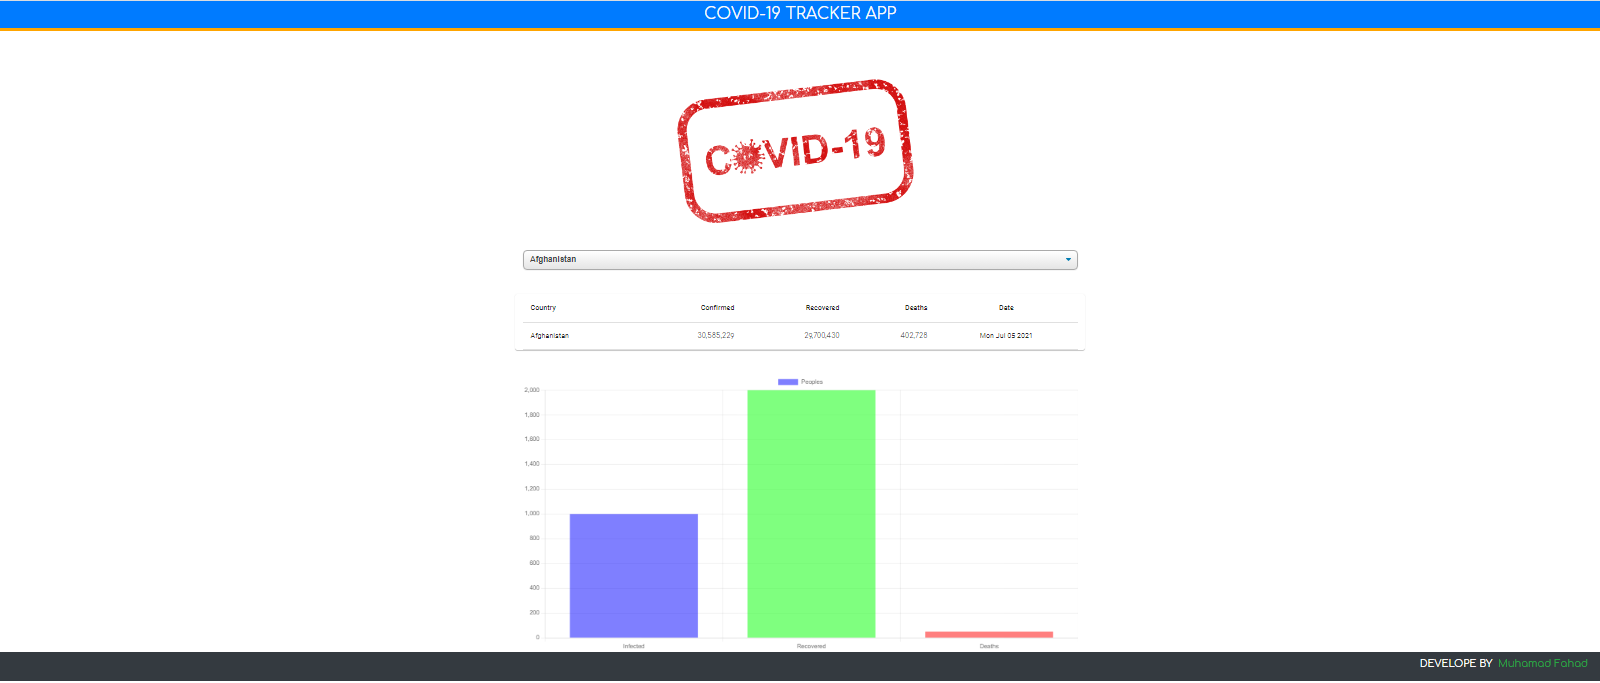 COVID-19 TRACKER APP
COVID-19
Afghanistan
Country Confirmed Recovered Deaths Date
Afghanistan 30,585,229 29,700,430 402,728 Mon Jul 05 2021
Peoples
2,000
1,800
1,600
1,400
1,200
1,000
800
600
400
200
0
Infected Recovered Deaths
DEVELOPE BY Muhamad Fahad